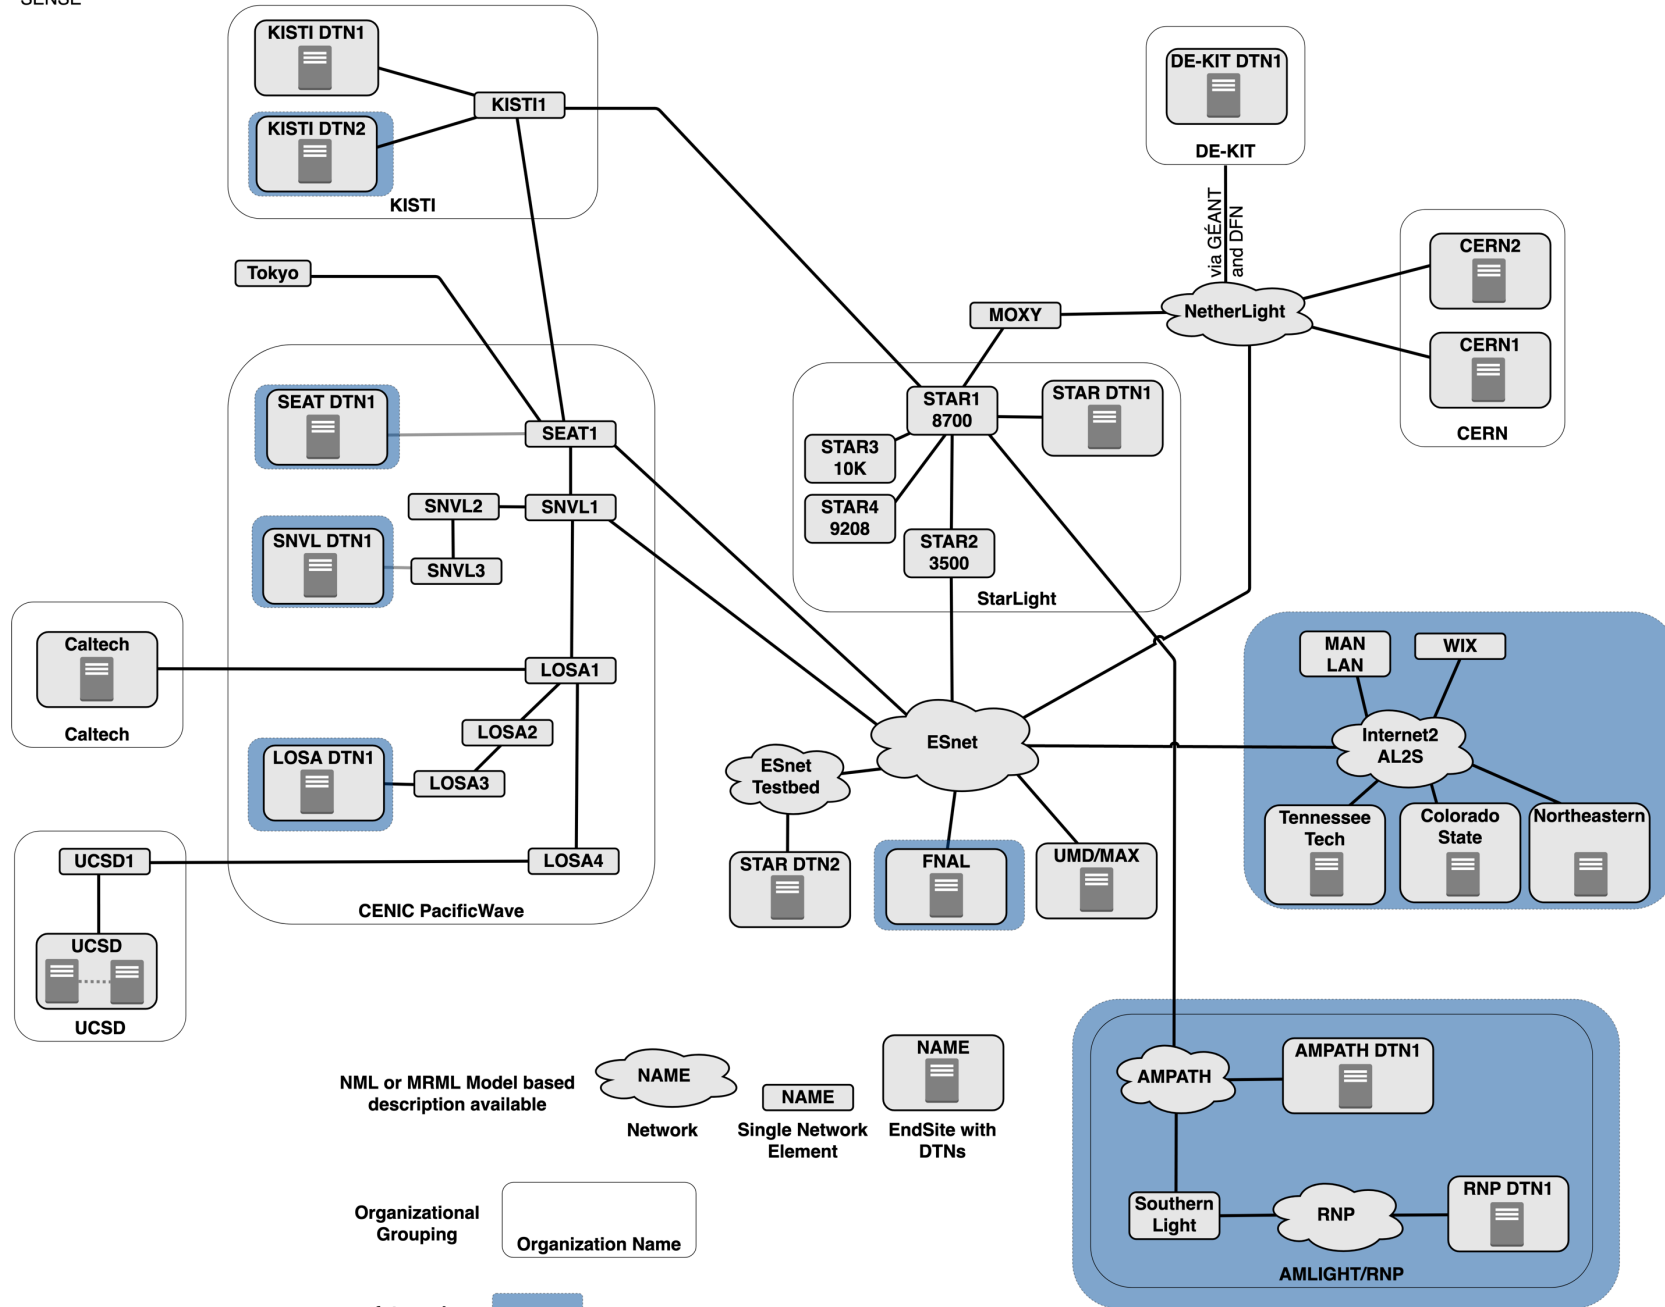 SENSE
KISTI DTN1
KISTI1
KISTI DTN2
KISTI
DE-KIT DTN1
DE-KIT
via GÉANT
and DFN
Tokyo
MOXY
NetherLight
CERN2
CERN1
CERN
SEAT DTN1
SEAT1
SNVL2
SNVL1
SNVL DTN1
SNVL3
STAR1
8700
STAR DTN1
STAR3
10K
STAR4
9208
STAR2
3500
StarLight
Caltech
Caltech
LOSA1
LOSA2
LOSA DTN1
LOSA3
LOSA4
CENIC PacificWave
UCSD1
UCSD
UCSD
ESnet
ESnet
Testbed
STAR DTN2
FNAL
UMD/MAX
MAN
LAN
WIX
Internet2
AL2S
Tennessee
Tech
Colorado
State
Northeastern
AMPATH
AMPATH DTN1
Southern
Light
RNP
RNP DTN1
AMLIGHT/RNP
NML or MRML Model based
description available
NAME
Network
NAME
Single Network
Element
NAME
EndSite with
DTNs
Organizational
Grouping
Organization Name